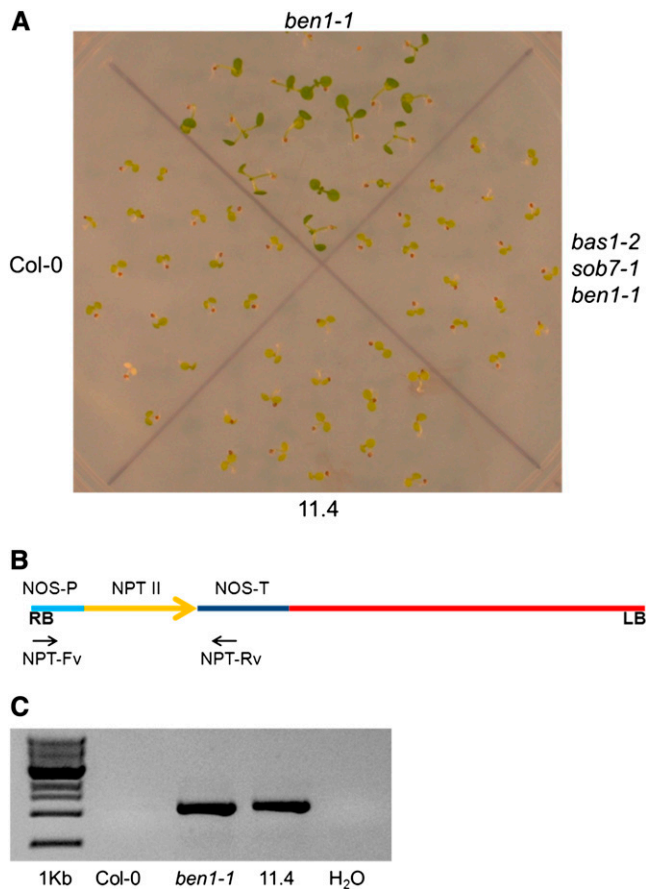 A
ben1-1
Col-0
bas1-2
sob7-1
ben1-1
11.4
B
NOS-P NPT II NOS-T
RB LB
NPT-Fv NPT-Rv
C
1Kb Col-0 ben1-1 11.4 H₂O